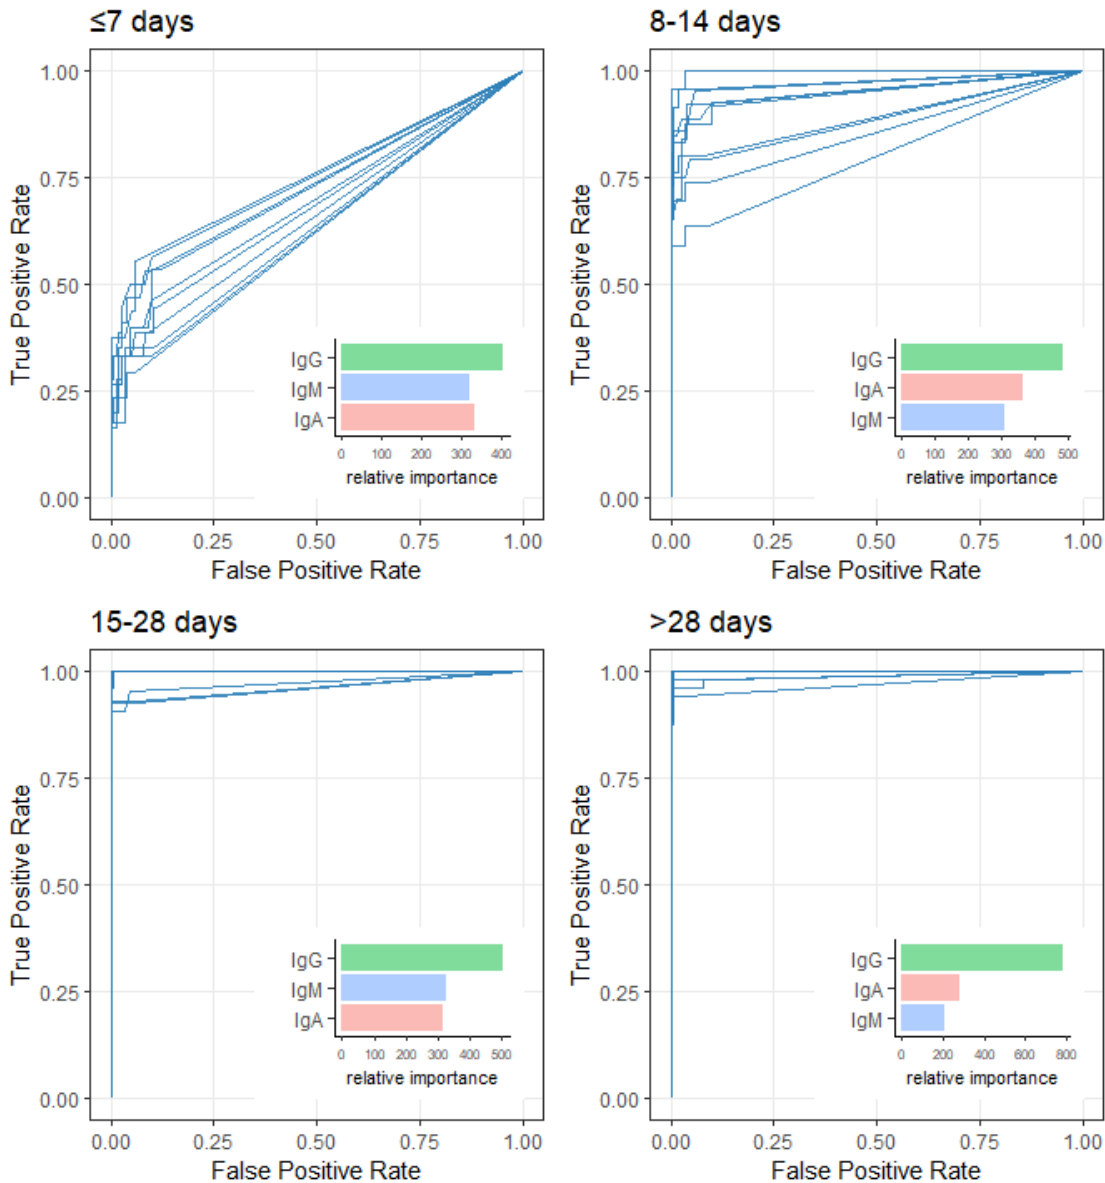 ≤7 days
1.00
0.75
0.50
0.25
0.00
True Positive Rate
0.00 0.25 0.50 0.75 1.00
False Positive Rate
IgG
IgM
IgA
0 100 200 300 400
relative importance
8-14 days
1.00
0.75
0.50
0.25
0.00
True Positive Rate
0.00 0.25 0.50 0.75 1.00
False Positive Rate
IgG
IgA
IgM
0 100 200 300 400 500
relative importance
15-28 days
1.00
0.75
0.50
0.25
0.00
True Positive Rate
0.00 0.25 0.50 0.75 1.00
False Positive Rate
IgG
IgM
IgA
0 100 200 300 400 500
relative importance
>28 days
1.00
0.75
0.50
0.25
0.00
True Positive Rate
0.00 0.25 0.50 0.75 1.00
False Positive Rate
IgG
IgA
IgM
0 200 400 600 800
relative importance